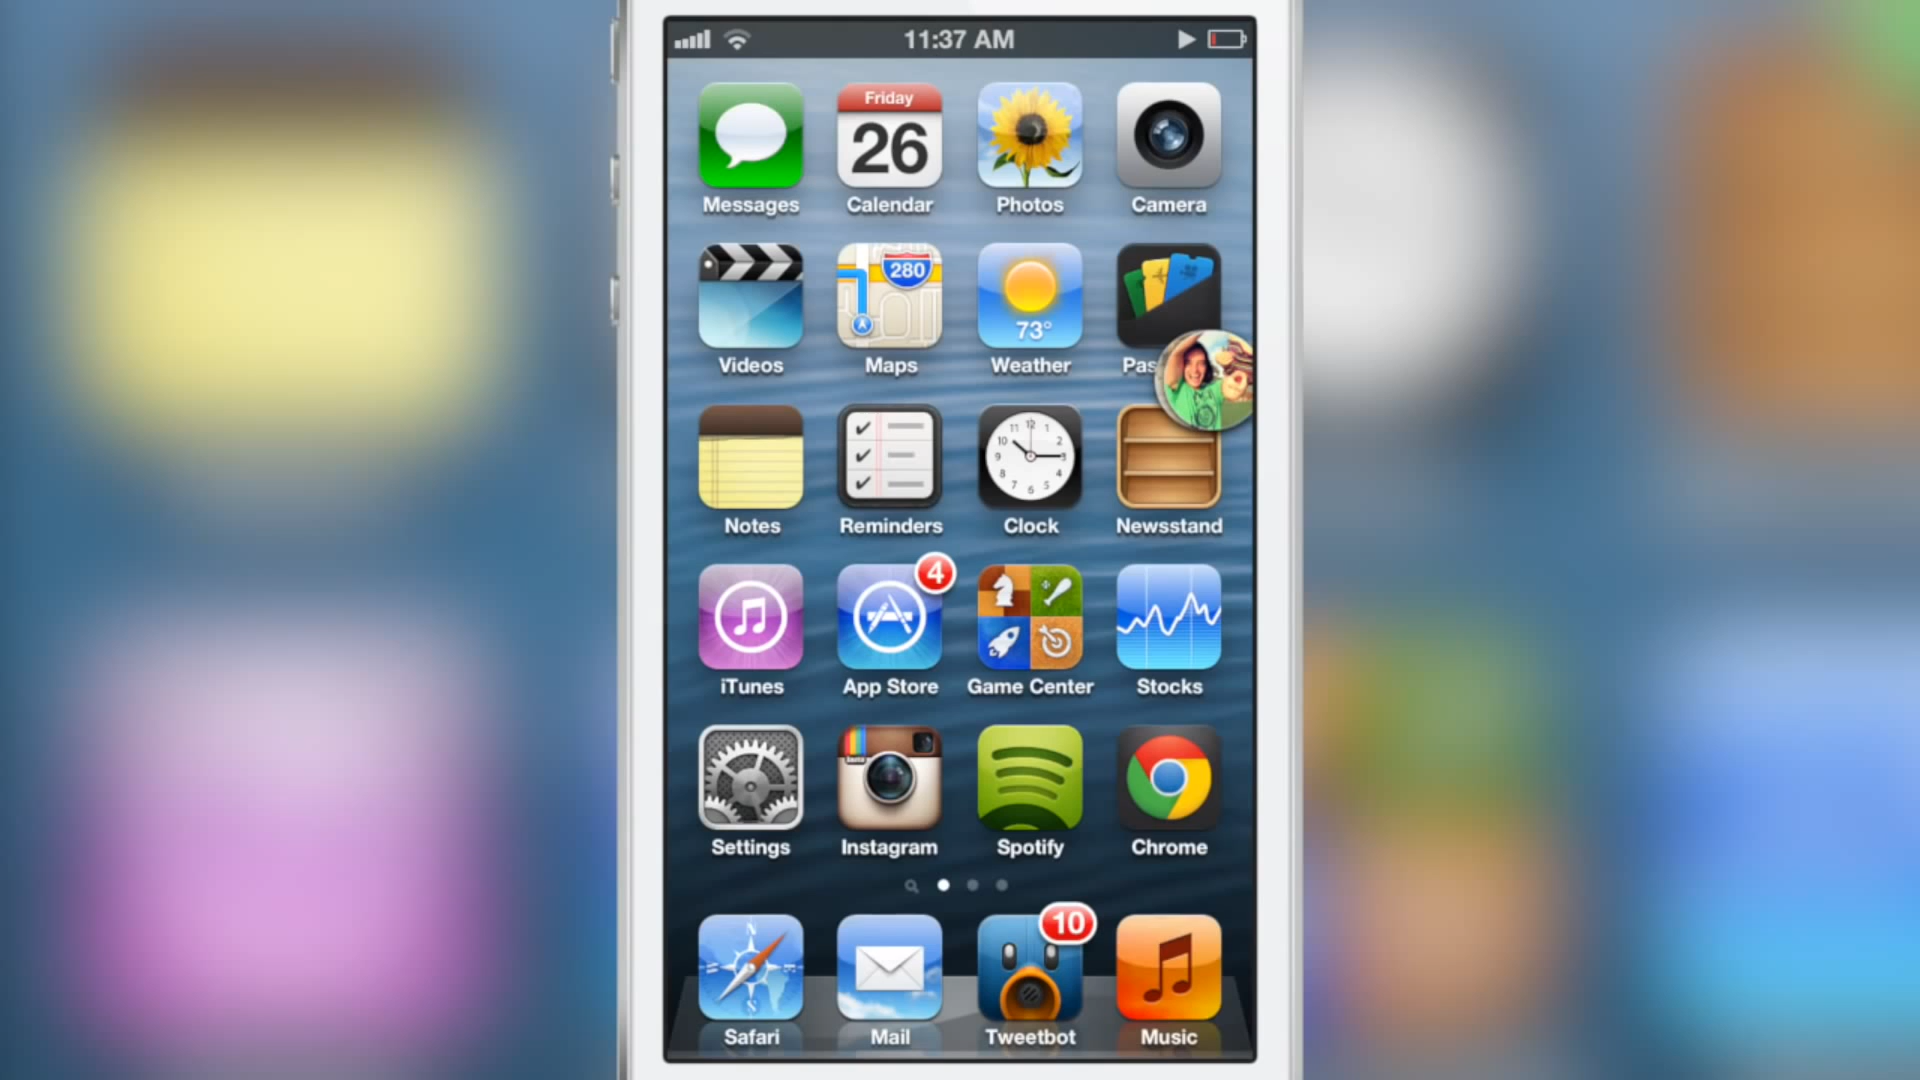 11:37 AM
Friday
26
Messages Calendar Photos Camera
280
73°
Videos Maps Weather Pas
Notes Reminders Clock Newsstand
4
iTunes App Store Game Center Stocks
Settings Instagram Spotify Chrome
10
Safari Mail Tweetbot Music